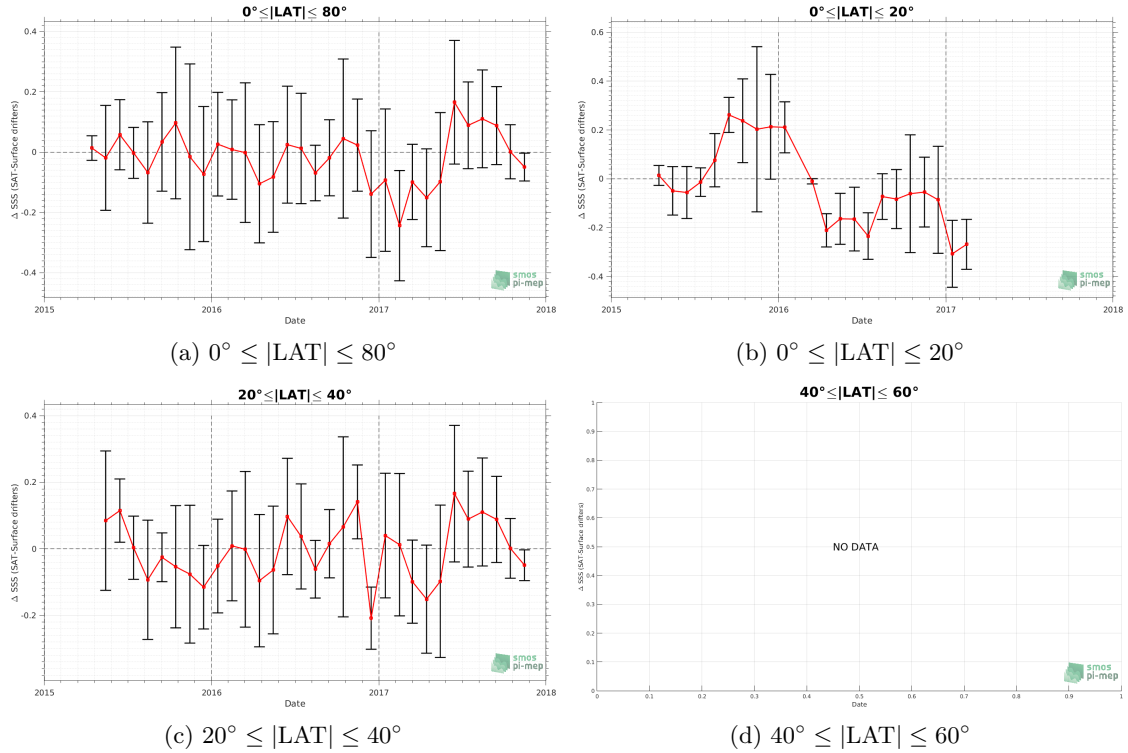 0°≤|LAT|≤ 80°
0.4
0.2
0
-0.2
-0.4
Δ SSS (SAT-Surface drifters)
2015
2016
2017
2018
Date
smos
pi-mep
(a) 0° ≤ |LAT| ≤ 80°
0°≤|LAT|≤ 20°
0.6
0.4
0.2
0
-0.2
-0.4
Δ SSS (SAT-Surface drifters)
2015
2016
2017
2018
Date
smos
pi-mep
(b) 0° ≤ |LAT| ≤ 20°
20°≤|LAT|≤ 40°
0.4
0.2
0
-0.2
Δ SSS (SAT-Surface drifters)
2015
2016
2017
2018
Date
smos
pi-mep
(c) 20° ≤ |LAT| ≤ 40°
40°≤|LAT|≤ 60°
1
0.9
0.8
0.7
0.6
0.5
0.4
0.3
0.2
0.1
0
Δ SSS (SAT-Surface drifters)
NO DATA
0
0.1
0.2
0.3
0.4
0.5
0.6
0.7
0.8
0.9
1
Date
smos
pi-mep
(d) 40° ≤ |LAT| ≤ 60°